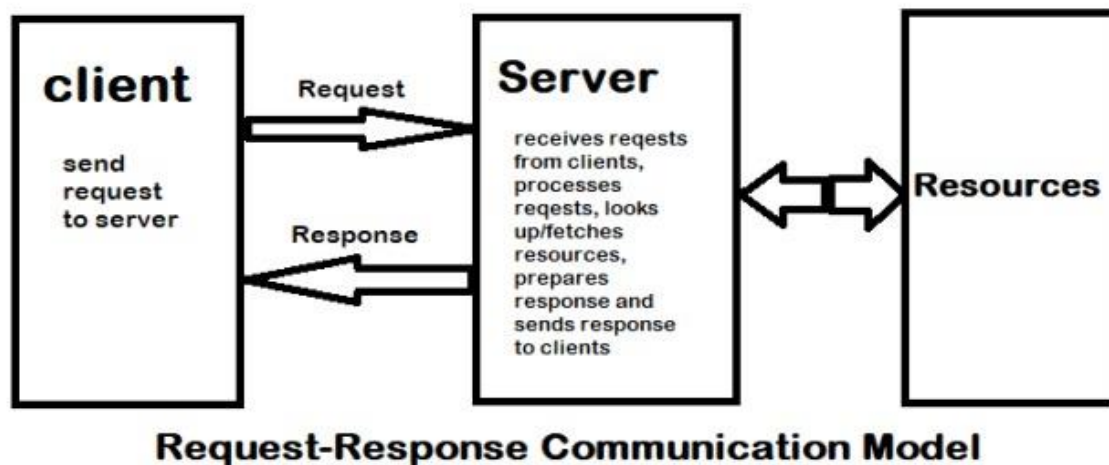 client
send
request
to server
Request
Response
Server
receives reqests
from clients,
processes
reqests, looks
up/fetches
resources,
prepares
response and
sends response
to clients
Resources
Request-Response Communication Model